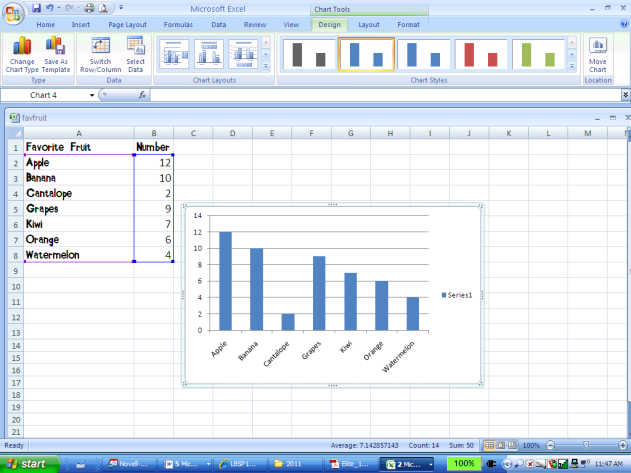 Microsoft Excel
Chart Tools
Home Insert Page Layout Formulas Data Review View Design Layout Format
Change Chart Type Save As Template Switch Row/Column Select Data Move Chart
Type Data Chart Layouts Chart Styles Location
Chart 4 fx
favfruit
A B C D E F G H I J K L M
1 Favorite Fruit Number
2 Apple 12
3 Banana 10
4 Cantalope 2
5 Grapes 9
6 Kiwi 7
7 Orange 6
8 Watermelon 4
9
10
11
12
13
14
15
16
17
18
19
20
21
14
12
10
8
6
4
2
0
Apple Banana Cantalope Grapes Kiwi Orange Watermelon
Series1
Ready Average: 7.142857143 Count: 14 Sum: 50 100%
start Novell-... 5 Mic... LBSP1... 2011 Elite_1... 2 Mic... 100% 11:47 AM